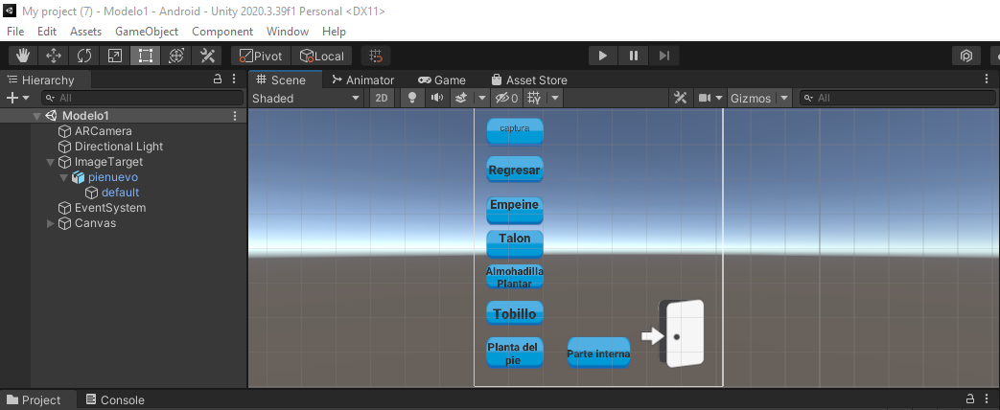 My project (7) - Modelo1 - Android - Unity 2020.3.39f1 Personal <DX11>
File Edit Assets GameObject Component Window Help
Pivot Local
Hierarchy
All
Modelo1
ARCamera
Directional Light
ImageTarget
pienuevo
default
EventSystem
Canvas
Scene Animator Game Asset Store
Shaded 2D 0 Gizmos All
captura
Regresar
Empeine
Talon
Almohadilla
Plantar
Tobillo
Planta del
pie
Parte interna
Project Console